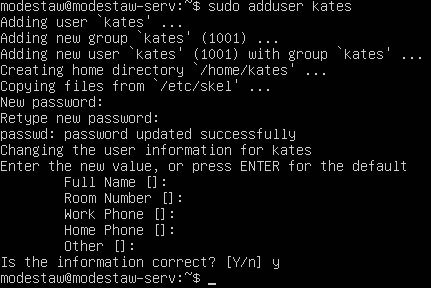 modestaw@modestaw-serv:~$ sudo adduser kates
Adding user `kates' ...
Adding new group `kates' (1001) ...
Adding new user `kates' (1001) with group `kates' ...
Creating home directory `/home/kates' ...
Copying files from `/etc/skel' ...
New password:
Retype new password:
passwd: password updated successfully
Changing the user information for kates
Enter the new value, or press ENTER for the default
        Full Name []:
        Room Number []:
        Work Phone []:
        Home Phone []:
        Other []:
Is the information correct? [Y/n] y
modestaw@modestaw-serv:~$ _